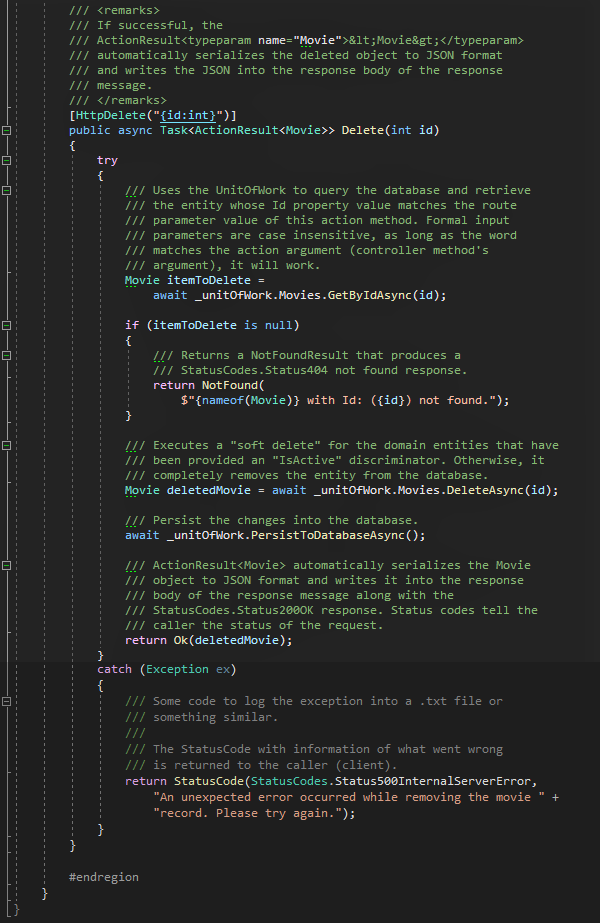 /// <remarks>
/// If successful, the
/// ActionResult<typeparam name="Movie">&lt;Movie&gt;</typeparam>
/// automatically serializes the deleted object to JSON format
/// and writes the JSON into the response body of the response
/// message.
/// </remarks>
[HttpDelete("{id:int}")]
public async Task<ActionResult<Movie>> Delete(int id)
{
try
{
/// Uses the UnitOfWork to query the database and retrieve
/// the entity whose Id property value matches the route
/// parameter value of this action method. Formal input
/// parameters are case insensitive, as long as the word
/// matches the action argument (controller method's
/// argument), it will work.
Movie itemToDelete =
await _unitOfWork.Movies.GetByIdAsync(id);
if (itemToDelete is null)
{
/// Returns a NotFoundResult that produces a
/// StatusCodes.Status404 not found response.
return NotFound(
$"{nameof(Movie)} with Id: ({id}) not found.");
}
/// Executes a "soft delete" for the domain entities that have
/// been provided an "IsActive" discriminator. Otherwise, it
/// completely removes the entity from the database.
Movie deletedMovie = await _unitOfWork.Movies.DeleteAsync(id);
/// Persist the changes into the database.
await _unitOfWork.PersistToDatabaseAsync();
/// ActionResult<Movie> automatically serializes the Movie
/// object to JSON format and writes it into the response
/// body of the response message along with the
/// StatusCodes.Status200OK response. Status codes tell the
/// caller the status of the request.
return Ok(deletedMovie);
}
catch (Exception ex)
{
/// Some code to log the exception into a .txt file or
/// something similar.
///
/// The StatusCode with information of what went wrong
/// is returned to the caller (client).
return StatusCode(StatusCodes.Status500InternalServerError,
"An unexpected error occurred while removing the movie " +
"record. Please try again.");
}
}
#endregion
}
}